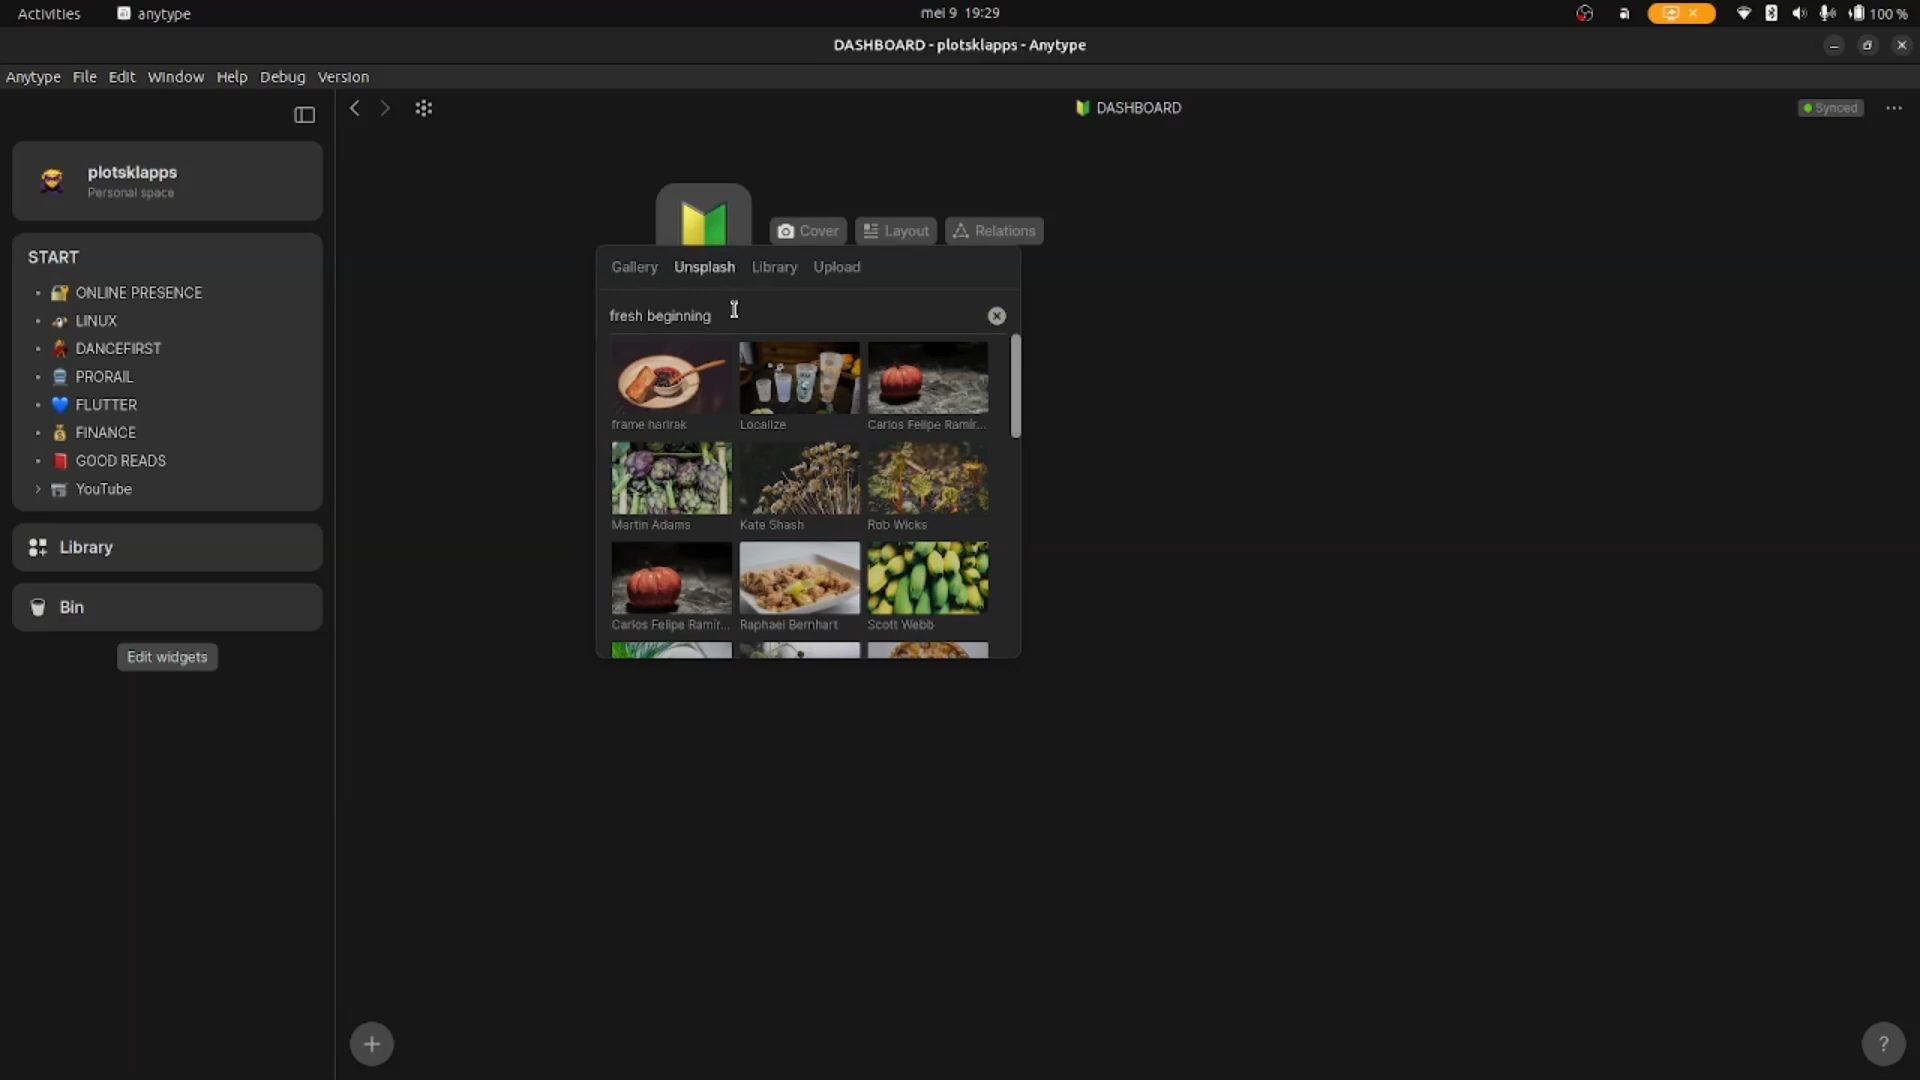 Activities anytype mei 9 19:29 100 %
DASHBOARD - plotsklapps - Anytype
Anytype File Edit Window Help Debug Version
DASHBOARD Synced
plotsklapps
Personal space
Cover Layout Relations
START
ONLINE PRESENCE
LINUX
DANCEFIRST
PRORAIL
FLUTTER
FINANCE
GOOD READS
YouTube
Library
Bin
Edit widgets
Gallery Unsplash Library Upload
fresh beginning
frame harirak Localize Carlos Felipe Ramír...
Martin Adams Kate Shash Rob Wicks
Carlos Felipe Ramír... Raphael Bernhart Scott Webb
+ ?